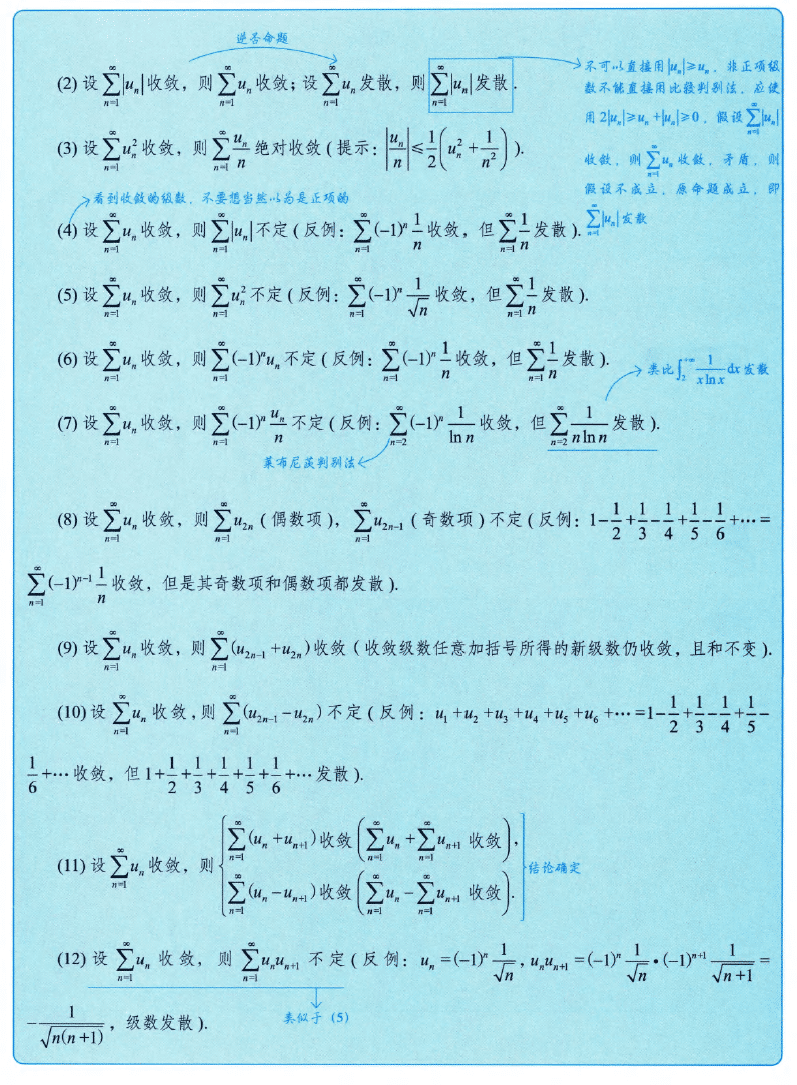 逆否命题
(2) 设 $\sum_{n=1}^{\infty}|u_n|$ 收敛，则 $\sum_{n=1}^{\infty}u_n$ 收敛；设 $\sum_{n=1}^{\infty}u_n$ 发散，则 $\sum_{n=1}^{\infty}|u_n|$ 发散.
不可以直接用 $|u_n|\geq u_n$，非正项级
数不能直接用比较判别法，应使
用 $2|u_n|\geq u_n+|u_n|\geq 0$，假设 $\sum_{n=1}^{\infty}|u_n|$
收敛，则 $\sum_{n=1}^{\infty}u_n$ 收敛，矛盾，则
假设不成立，原命题成立，即
$\sum_{n=1}^{\infty}|u_n|$ 发散
(3) 设 $\sum_{n=1}^{\infty}u_n^2$ 收敛，则 $\sum_{n=1}^{\infty}\frac{u_n}{n}$ 绝对收敛 ( 提示：$\left|\frac{u_n}{n}\right|\leq\frac{1}{2}\left(u_n^2+\frac{1}{n^2}\right)$ ).
看到收敛的级数，不要想当然以为是正项的
(4) 设 $\sum_{n=1}^{\infty}u_n$ 收敛，则 $\sum_{n=1}^{\infty}|u_n|$ 不定 ( 反例：$\sum_{n=1}^{\infty}(-1)^n\frac{1}{n}$ 收敛，但 $\sum_{n=1}^{\infty}\frac{1}{n}$ 发散 ).
(5) 设 $\sum_{n=1}^{\infty}u_n$ 收敛，则 $\sum_{n=1}^{\infty}u_n^2$ 不定 ( 反例：$\sum_{n=1}^{\infty}(-1)^n\frac{1}{\sqrt{n}}$ 收敛，但 $\sum_{n=1}^{\infty}\frac{1}{n}$ 发散 ).
(6) 设 $\sum_{n=1}^{\infty}u_n$ 收敛，则 $\sum_{n=1}^{\infty}(-1)^n u_n$ 不定 ( 反例：$\sum_{n=1}^{\infty}(-1)^n\frac{1}{n}$ 收敛，但 $\sum_{n=1}^{\infty}\frac{1}{n}$ 发散 ).
类比 $\int_2^{+\infty}\frac{1}{x\ln x}dx$ 发散
(7) 设 $\sum_{n=1}^{\infty}u_n$ 收敛，则 $\sum_{n=1}^{\infty}(-1)^n\frac{u_n}{n}$ 不定 ( 反例：$\sum_{n=2}^{\infty}(-1)^n\frac{1}{\ln n}$ 收敛，但 $\sum_{n=2}^{\infty}\frac{1}{n\ln n}$ 发散 ).
莱布尼茨判别法
(8) 设 $\sum_{n=1}^{\infty}u_n$ 收敛，则 $\sum_{n=1}^{\infty}u_{2n}$ ( 偶数项 )，$\sum_{n=1}^{\infty}u_{2n-1}$ ( 奇数项 ) 不定 ( 反例：$1-\frac{1}{2}+\frac{1}{3}-\frac{1}{4}+\frac{1}{5}-\frac{1}{6}+\cdots=$
$\sum_{n=1}^{\infty}(-1)^{n-1}\frac{1}{n}$ 收敛，但是其奇数项和偶数项都发散 ).
(9) 设 $\sum_{n=1}^{\infty}u_n$ 收敛，则 $\sum_{n=1}^{\infty}(u_{2n-1}+u_{2n})$ 收敛 ( 收敛级数任意加括号所得的新级数仍收敛，且和不变 ).
(10) 设 $\sum_{n=1}^{\infty}u_n$ 收敛，则 $\sum_{n=1}^{\infty}(u_{2n-1}-u_{2n})$ 不定 ( 反例：$u_1+u_2+u_3+u_4+u_5+u_6+\cdots=1-\frac{1}{2}+\frac{1}{3}-\frac{1}{4}+\frac{1}{5}-$
$\frac{1}{6}+\cdots$ 收敛，但 $1+\frac{1}{2}+\frac{1}{3}+\frac{1}{4}+\frac{1}{5}+\frac{1}{6}+\cdots$ 发散 ).
(11) 设 $\sum_{n=1}^{\infty}u_n$ 收敛，则 $\begin{cases}\sum_{n=1}^{\infty}(u_n+u_{n+1})收敛\left(\sum_{n=1}^{\infty}u_n+\sum_{n=1}^{\infty}u_{n+1}收敛\right),\\ \sum_{n=1}^{\infty}(u_n-u_{n+1})收敛\left(\sum_{n=1}^{\infty}u_n-\sum_{n=1}^{\infty}u_{n+1}收敛\right).\end{cases}$ 结论确定
(12) 设 $\sum_{n=1}^{\infty}u_n$ 收敛，则 $\sum_{n=1}^{\infty}u_nu_{n+1}$ 不定 ( 反例：$u_n=(-1)^n\frac{1}{\sqrt{n}}, u_nu_{n+1}=(-1)^n\frac{1}{\sqrt{n}}\cdot(-1)^{n+1}\frac{1}{\sqrt{n+1}}=$
类似于 (5)
$-\frac{1}{\sqrt{n(n+1)}}$，级数发散 ).